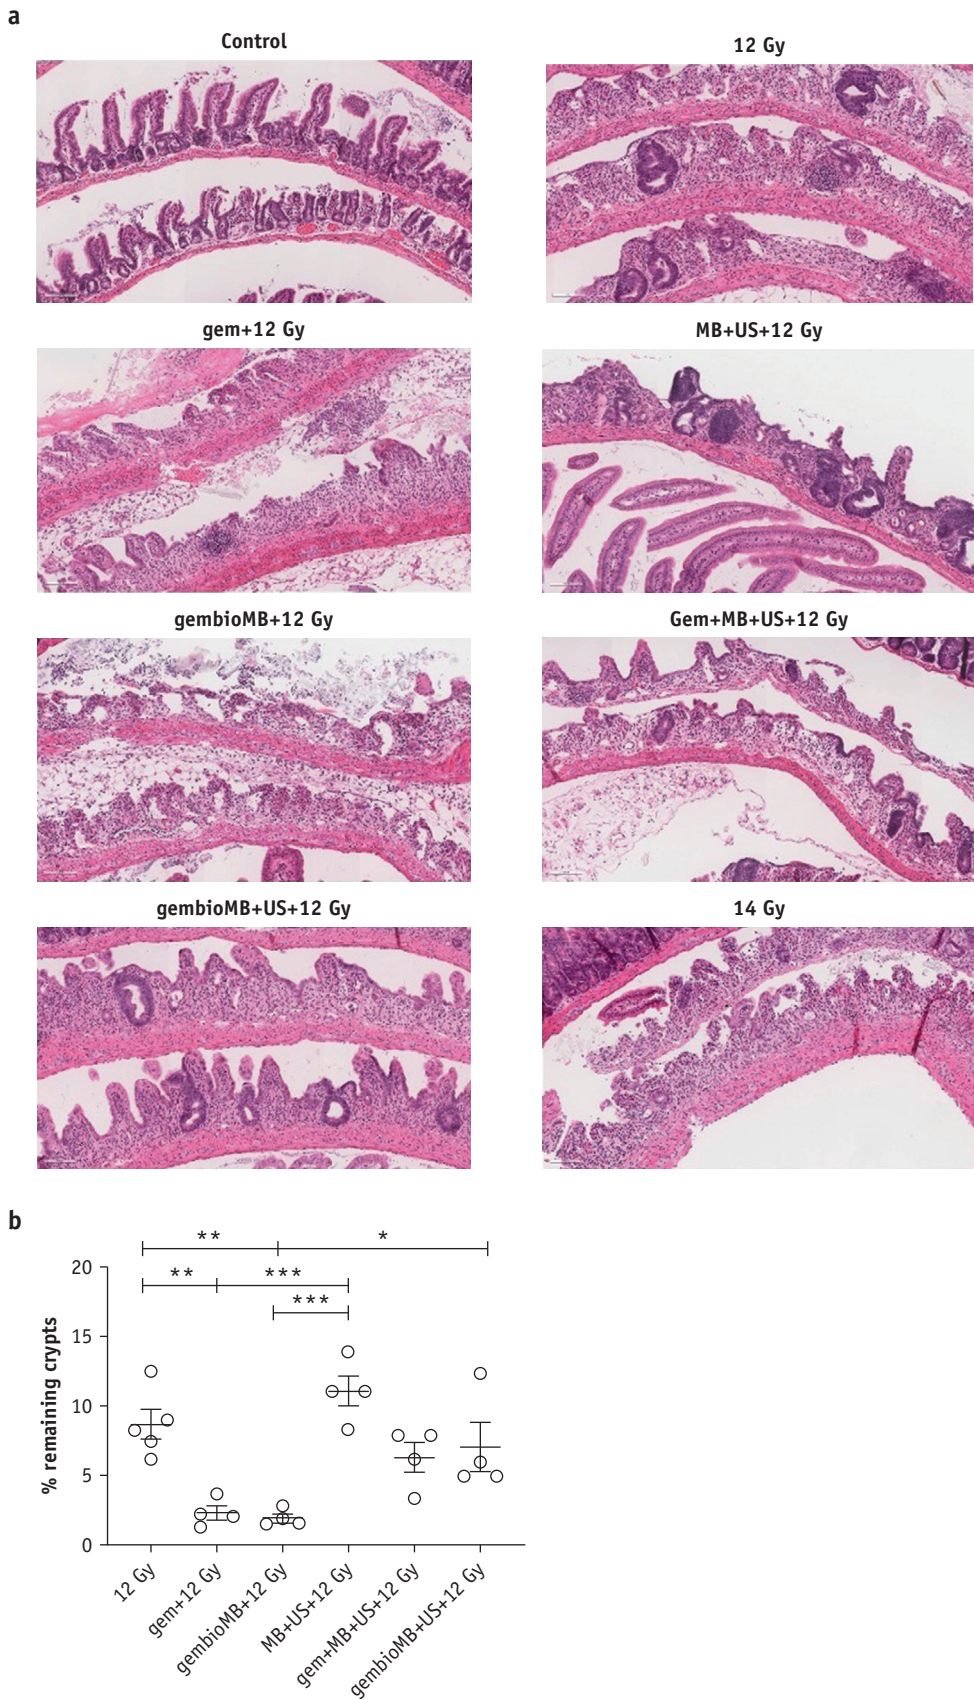 a
Control
12 Gy
gem+12 Gy
MB+US+12 Gy
gembioMB+12 Gy
Gem+MB+US+12 Gy
gembioMB+US+12 Gy
14 Gy
b
** *
** ***
***
20
15
10
5
0
% remaining crypts
12 Gy
gem+12 Gy
gembioMB+12 Gy
MB+US+12 Gy
gem+MB+US+12 Gy
gembioMB+US+12 Gy